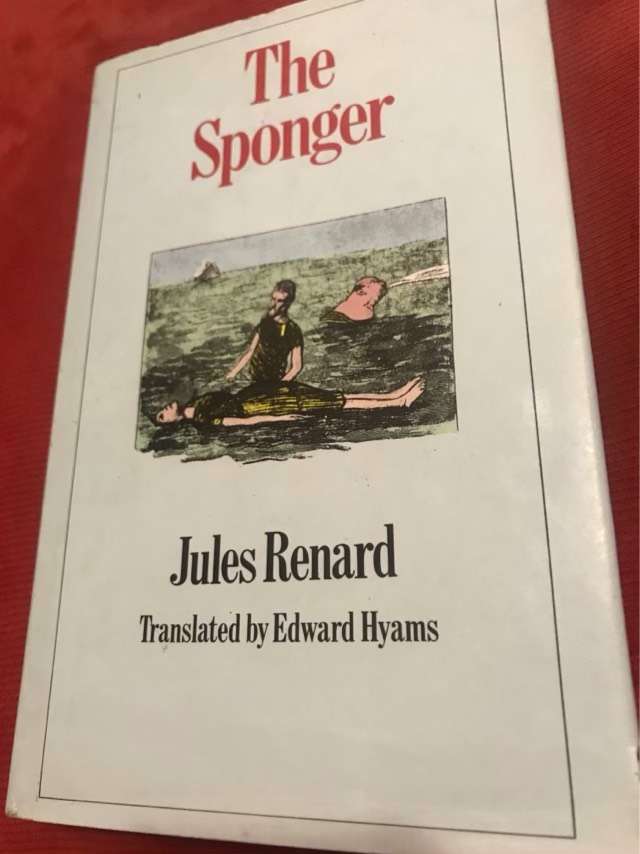 The
Sponger
Jules Renard
Translated by Edward Hyams